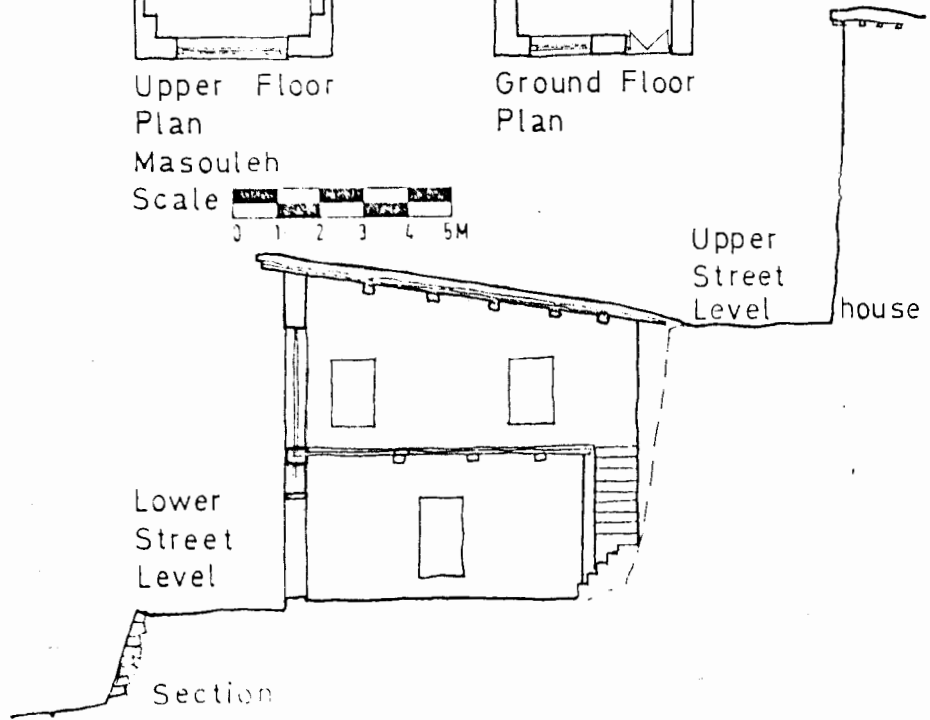 Upper Floor
Plan
Masouleh
Scale
0 1 2 3 4 5M
Ground Floor
Plan
Upper
Street
Level
house
Lower
Street
Level
Section